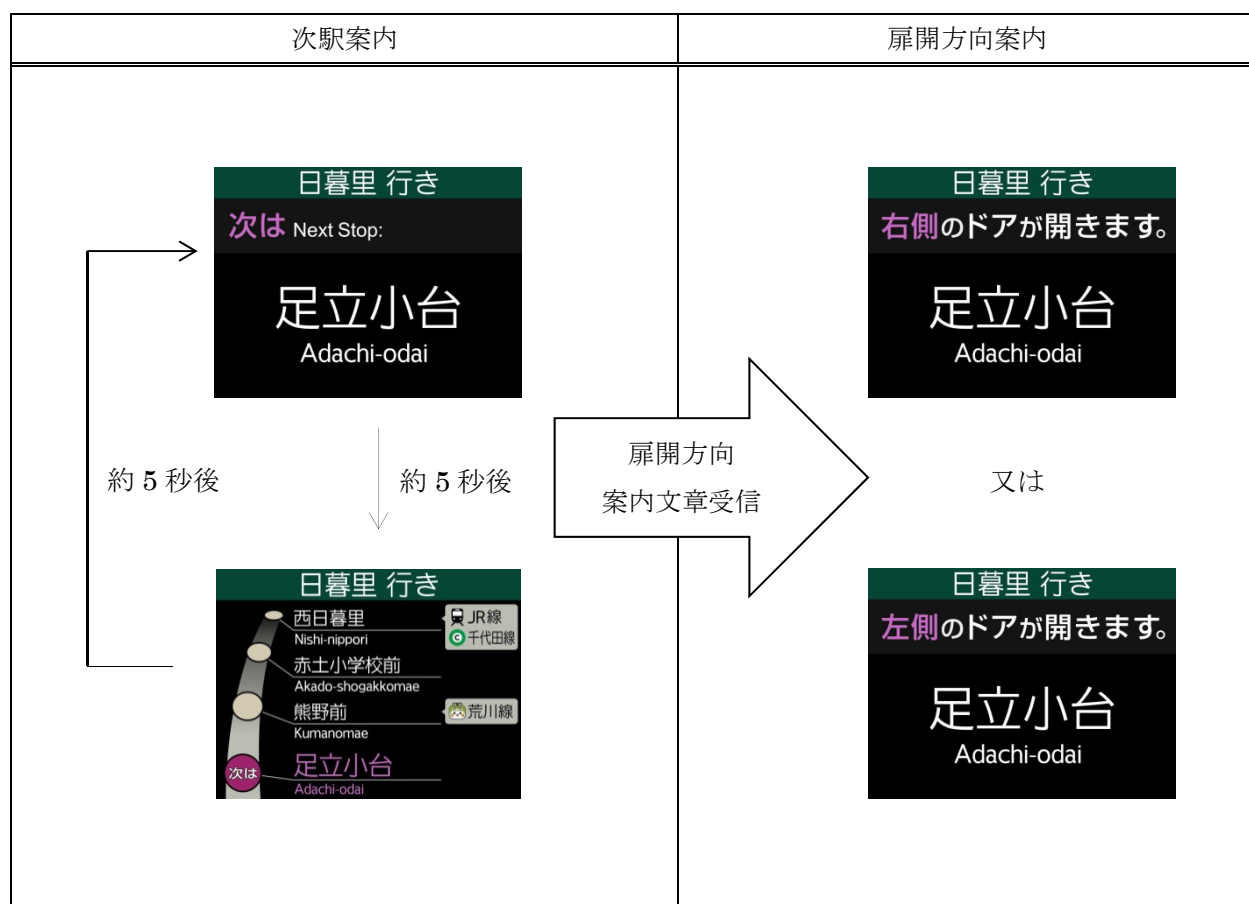 次駅案内
扉開方向案内
日暮里 行き
次は Next Stop:
足立小台
Adachi-odai
約 5 秒後
約 5 秒後
日暮里 行き
西日暮里
Nishi-nippori
JR線
C 千代田線
赤土小学校前
Akado-shogakkomae
熊野前
Kumanomae
荒川線
次は
足立小台
Adachi-odai
扉開方向
案内文章受信
日暮里 行き
右側のドアが開きます。
足立小台
Adachi-odai
又は
日暮里 行き
左側のドアが開きます。
足立小台
Adachi-odai